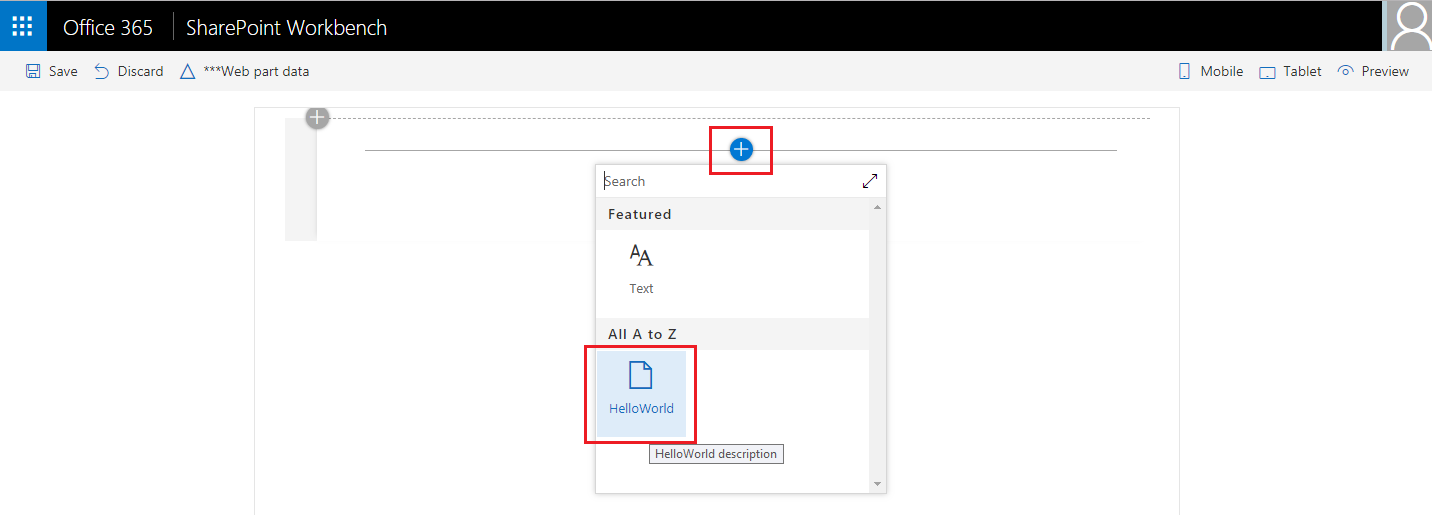 Office 365 SharePoint Workbench
Save Discard ***Web part data Mobile Tablet Preview
Search
Featured
AA
Text
All A to Z
HelloWorld
HelloWorld description